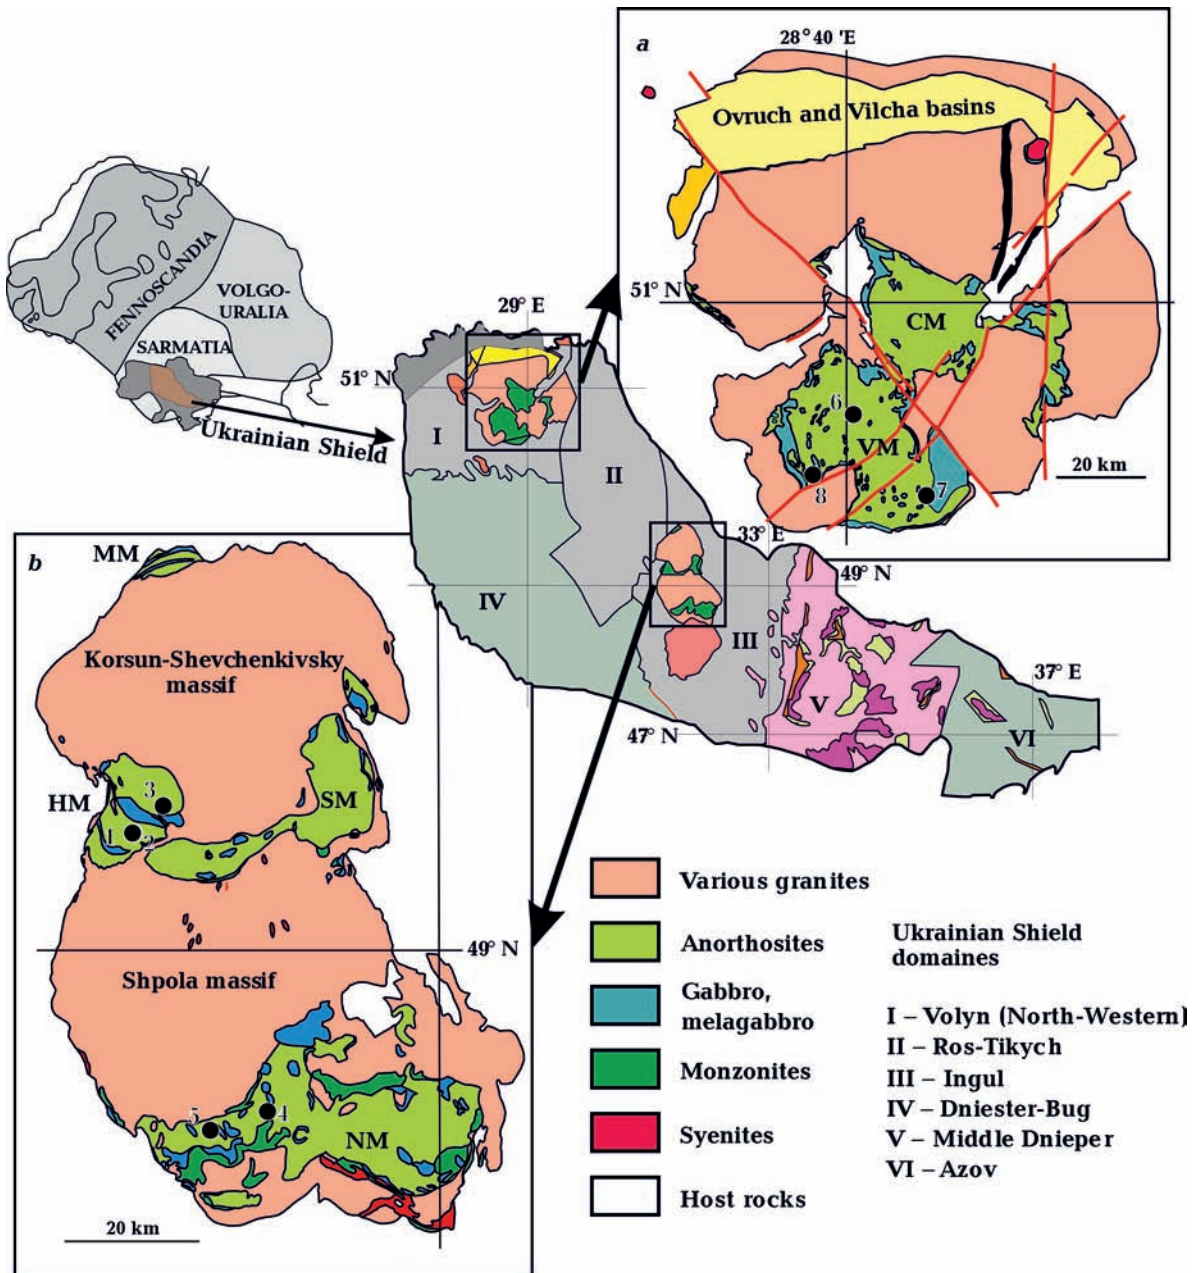 a
28° 40 'E
Ovruch and Vilcha basins
51° N
CM
6
VM
8
7
20 km
FENNOSCANDIA
VOLGO-
URALIA
SARMATIA
Ukrainian Shield
29° E
51° N
I
II
33° E
49° N
IV
III
V
37° E
47° N
VI
b
MM
Korsun-Shevchenkivsky
massif
HM
3
1
2
SM
49° N
Shpola massif
5
4
NM
20 km
Various granites
Anorthosites
Gabbro,
melagabbro
Monzonites
Syenites
Host rocks
Ukrainian Shield
domaines
I – Volyn (North-Western)
II – Ros-Tikych
III – Ingul
IV – Dniester-Bug
V – Middle Dnieper
VI – Azov